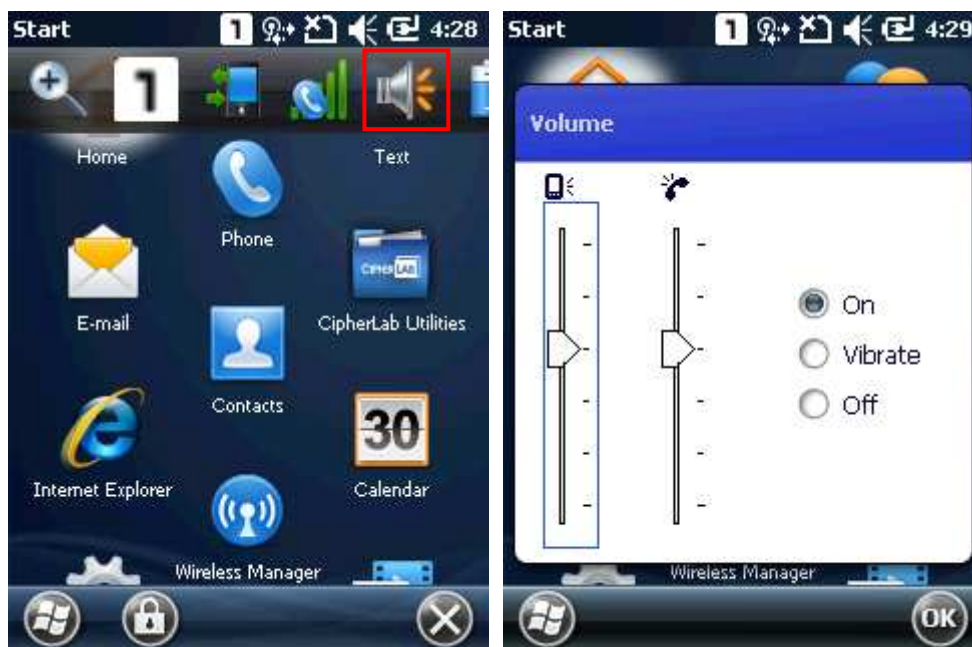 Start 1 4:28
1
Home Text
Phone
CIPHERLAB
E-mail CipherLab Utilities
Contacts
30
Internet Explorer Calendar
Wireless Manager
Start 1 4:29
Volume
On
Vibrate
Off
Wireless Manager
OK